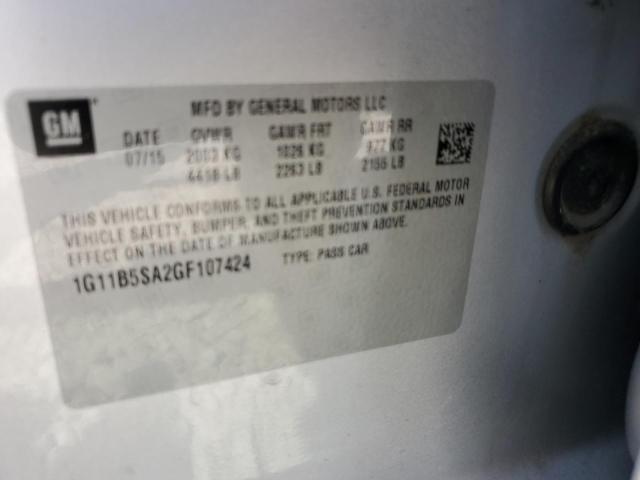 GM
MFD BY GENERAL MOTORS LLC
DATE GVWR GAWR FRT GAWR RR
07/15 2003 KG 1026 KG 977 KG
4416 LB 2263 LB 2155 LB
THIS VEHICLE CONFORMS TO ALL APPLICABLE U.S. FEDERAL MOTOR
VEHICLE SAFETY, BUMPER, AND THEFT PREVENTION STANDARDS IN
EFFECT ON THE DATE OF MANUFACTURE SHOWN ABOVE.
1G11B5SA2GF107424 TYPE: PASS CAR